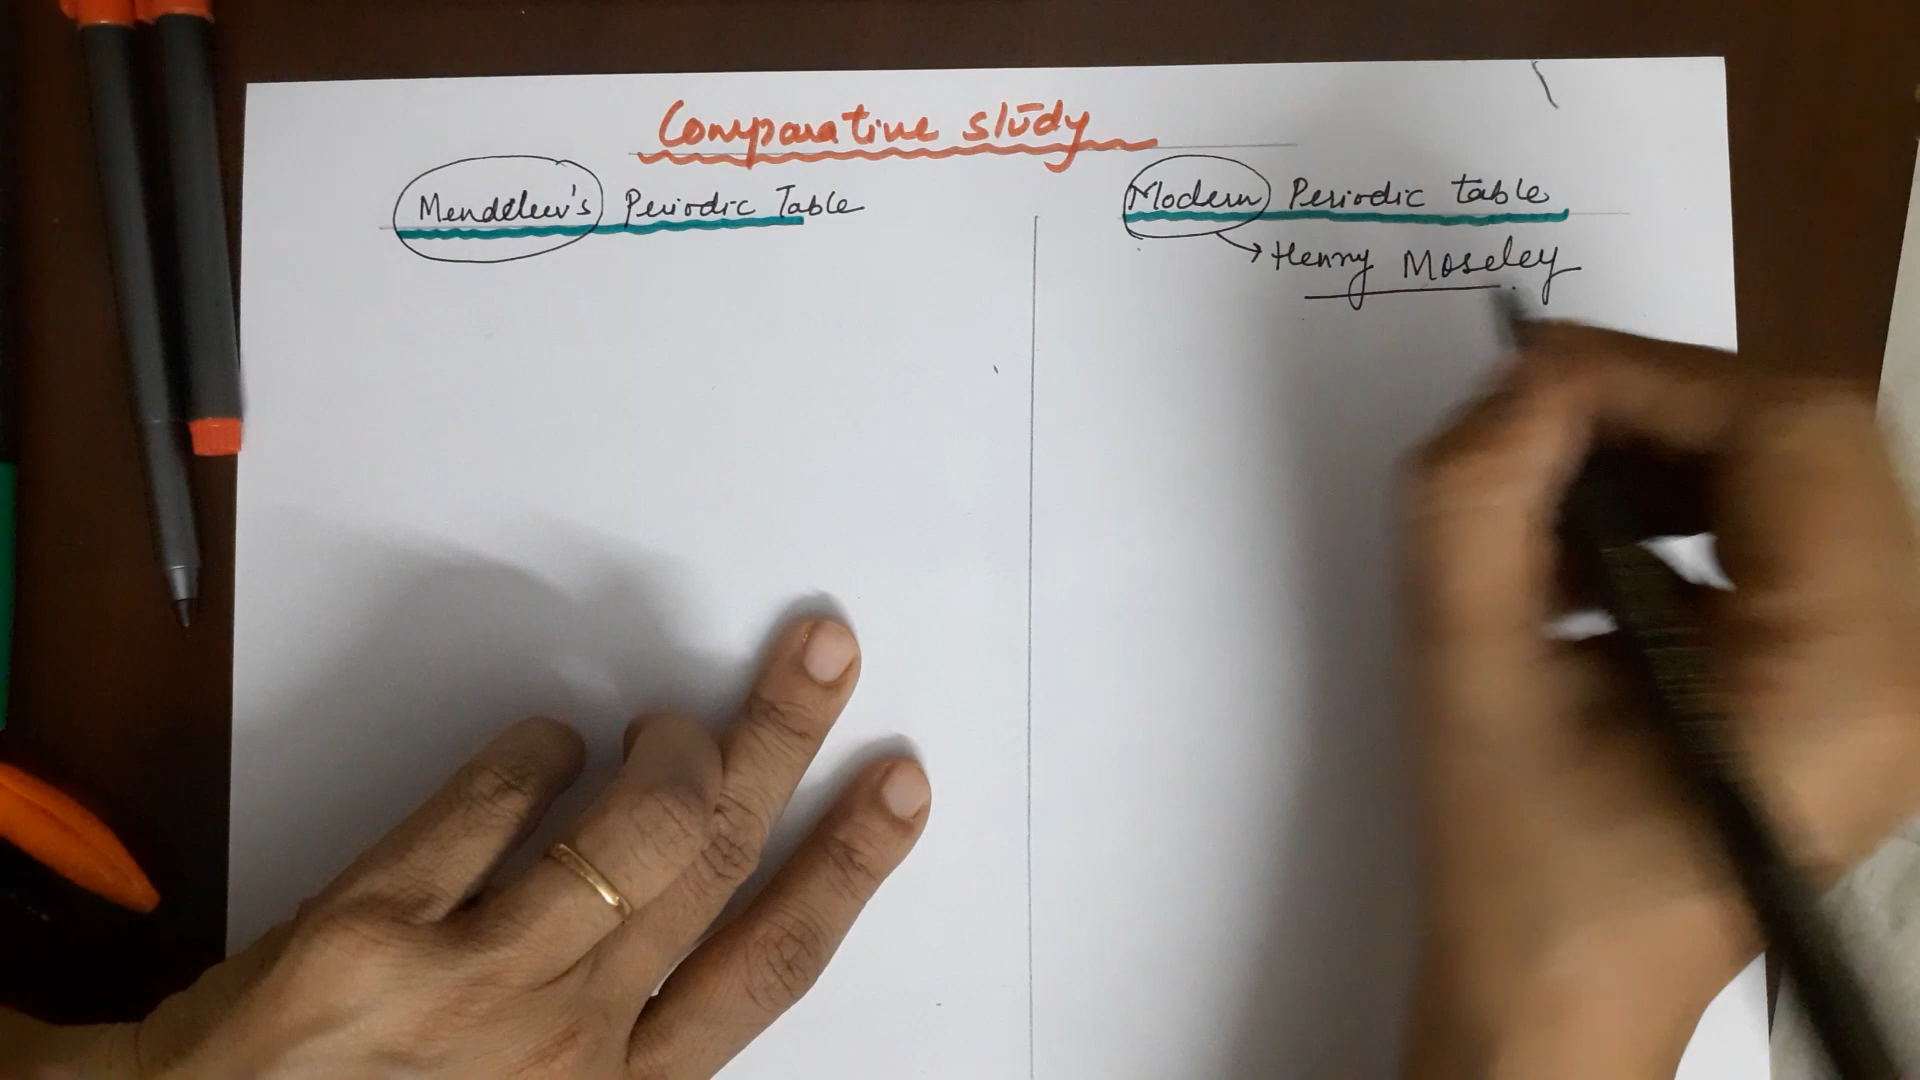 Comparative study
Mendeleev's Periodic Table
Modern Periodic table
→ Henry Moseley